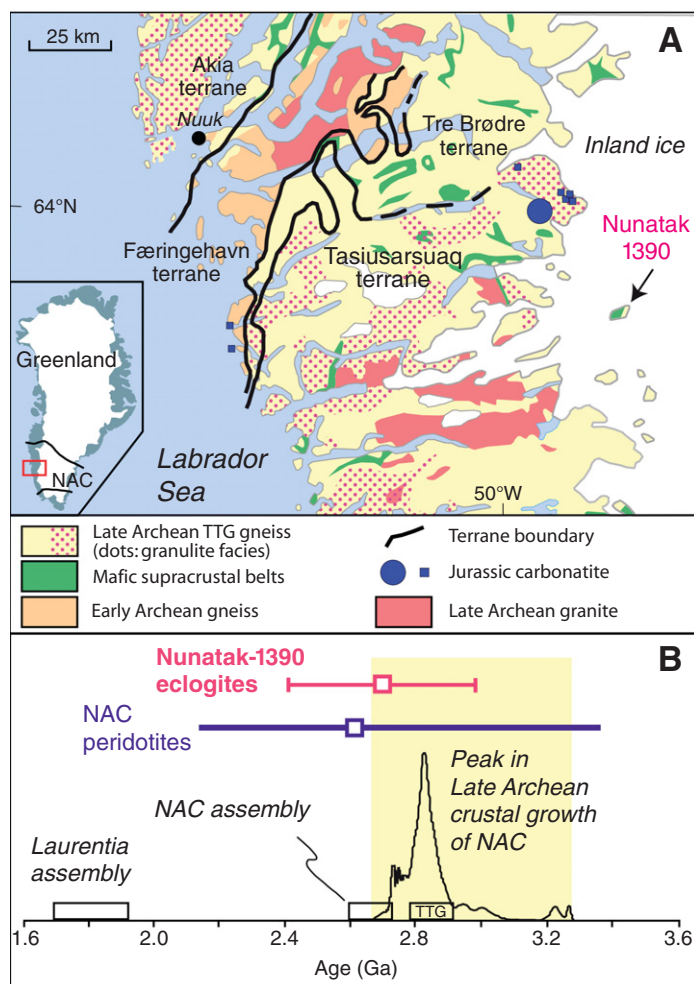 25 km
A
Akia
terrane
Nuuk
Tre Brødre
terrane
Inland ice
64°N
Nunatak
1390
Færingehavn
terrane
Tasiusarsuaq
terrane
Greenland
NAC
Labrador
Sea
50°W
Late Archean TTG gneiss
(dots: granulite facies)
Mafic supracrustal belts
Early Archean gneiss
Terrane boundary
Jurassic carbonatite
Late Archean granite
B
Nunatak-1390
eclogites
NAC
peridotites
Peak in
Late Archean
crustal growth
of NAC
NAC assembly
Laurentia
assembly
TTG
1.6 2.0 2.4 2.8 3.2 3.6
Age (Ga)